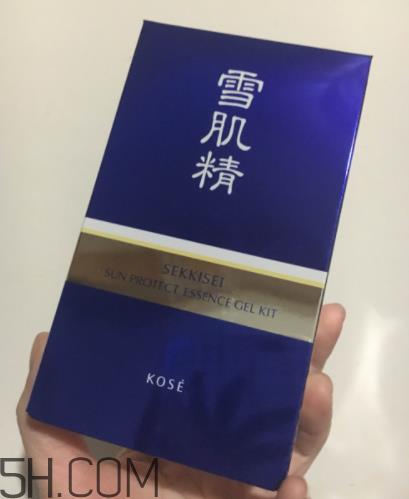 雪肌精
SEKKISEI
SUN PROTECT ESSENCE GEL KIT
KOSÉ
5H.COM